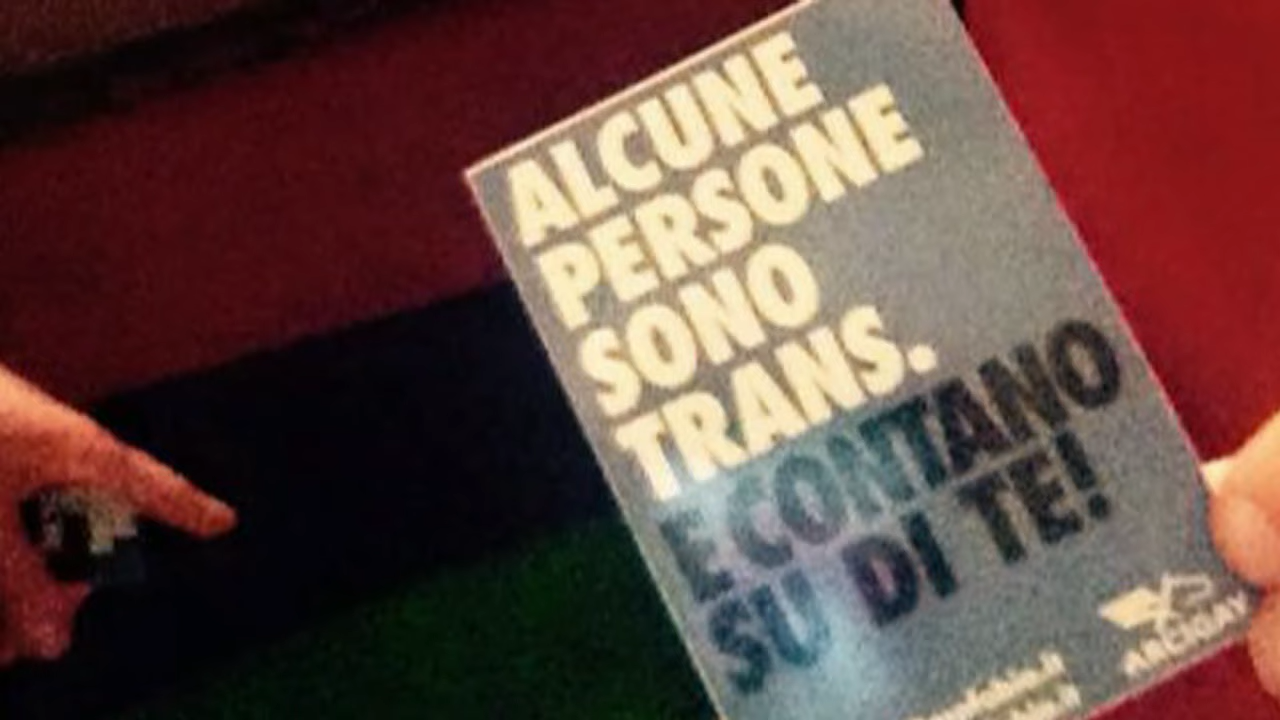 ALCUNE
PERSONE
SONO
TRANS.
E CONTANO
SU DI TE!
ARCIGAY